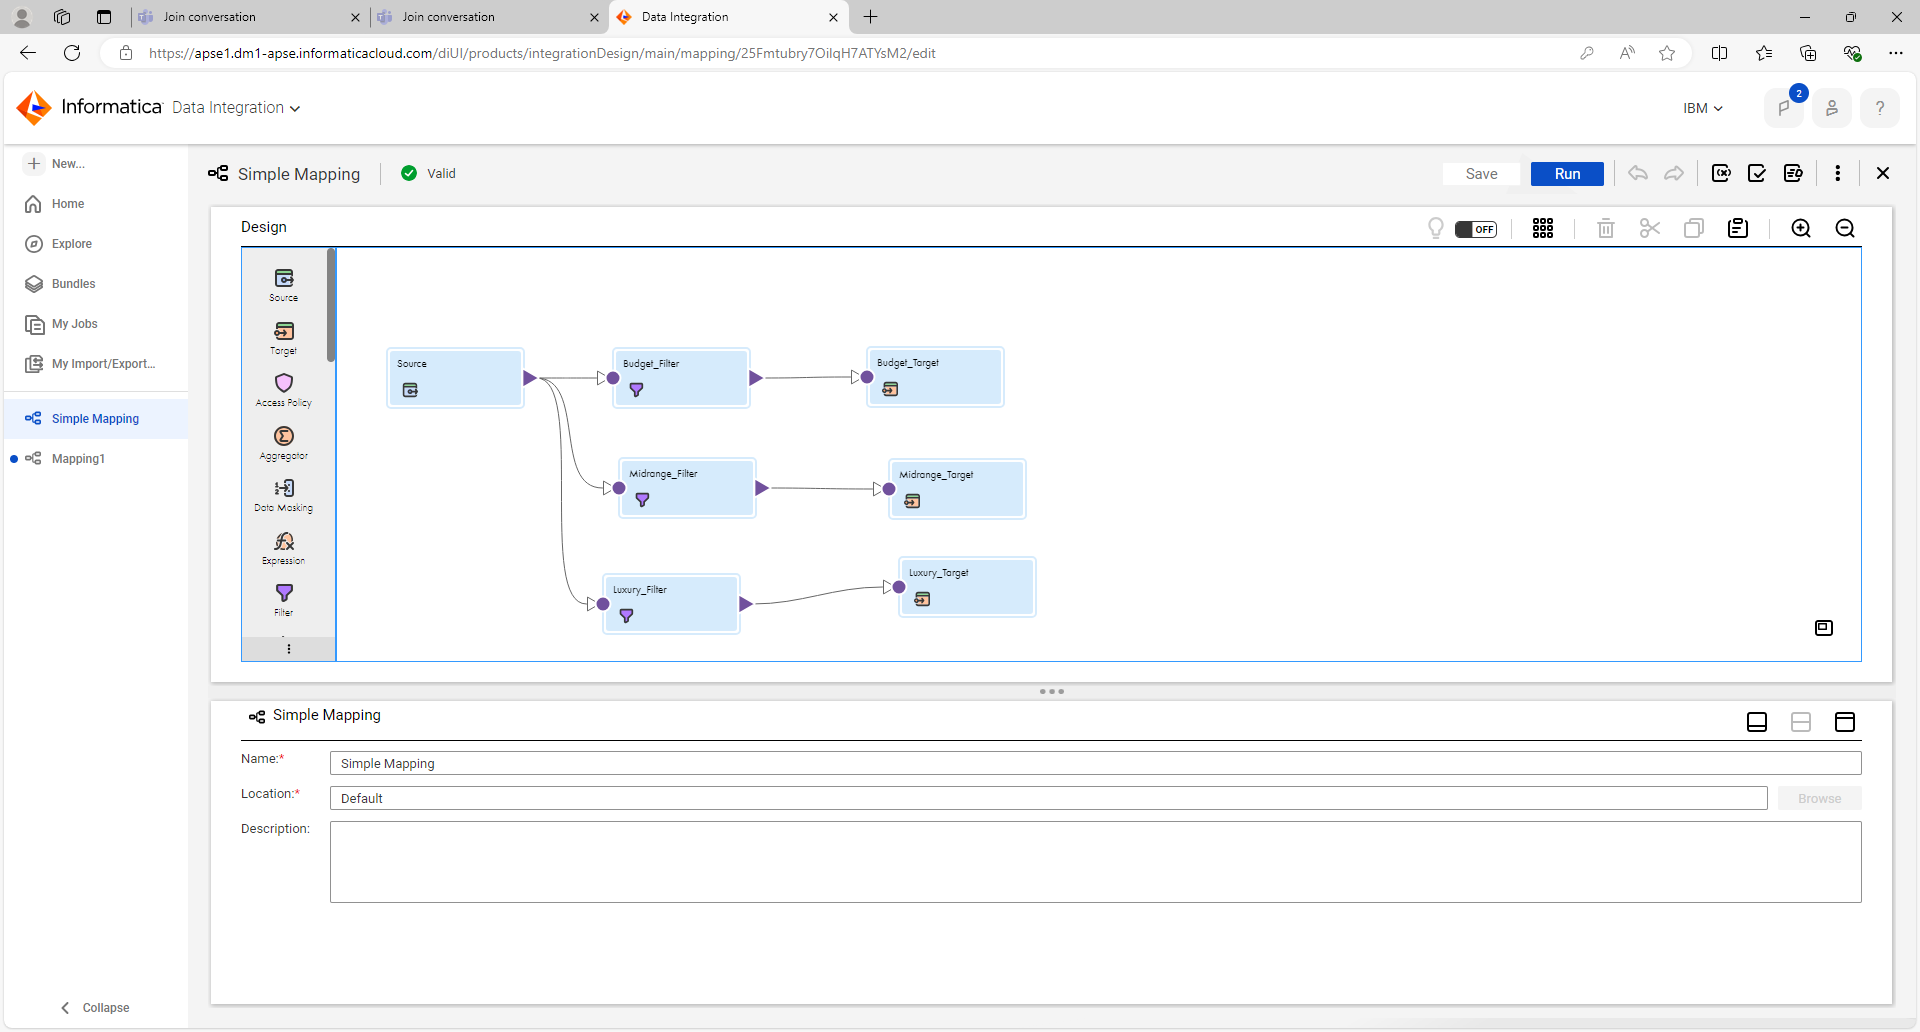 Join conversation
Join conversation
Data Integration
https://apse1.dm1-apse.informaticacloud.com/diUI/products/integrationDesign/main/mapping/25Fmtubry7OilqH7ATYsM2/edit
Informatica Data Integration
IBM
2
?
New...
Home
Explore
Bundles
My Jobs
My Import/Export...
Simple Mapping
Mapping1
Collapse
Simple Mapping
Valid
Save
Run
Design
OFF
Source
Target
Access Policy
Aggregator
Data Masking
Expression
Filter
Source
Budget_Filter
Budget_Target
Midrange_Filter
Midrange_Target
Luxury_Filter
Luxury_Target
Simple Mapping
Name:* Simple Mapping
Location:* Default Browse
Description: